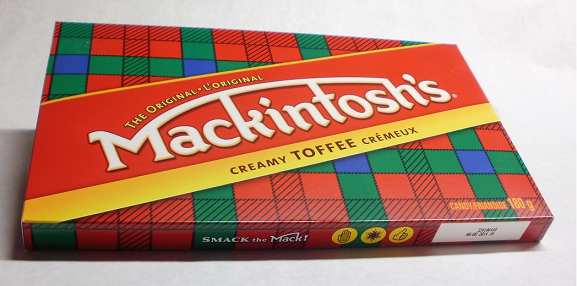 THE ORIGINAL • L'ORIGINAL
Mackintosh's
CREAMY TOFFEE CRÉMEUX
CANDY/FRIANDISE 180 g
SMACK the Mack!